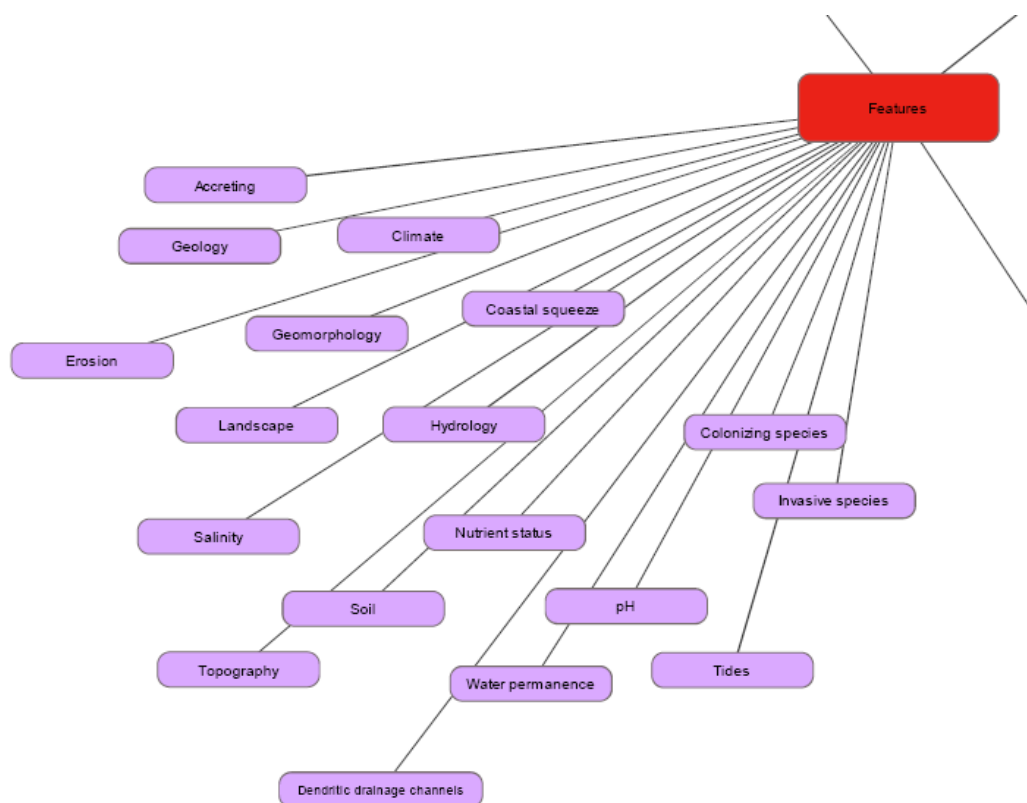 Features
Accreting
Climate
Geology
Coastal squeeze
Geomorphology
Erosion
Landscape
Hydrology
Colonizing species
Invasive species
Salinity
Nutrient status
Soil
pH
Topography
Water permanence
Tides
Dendritic drainage channels